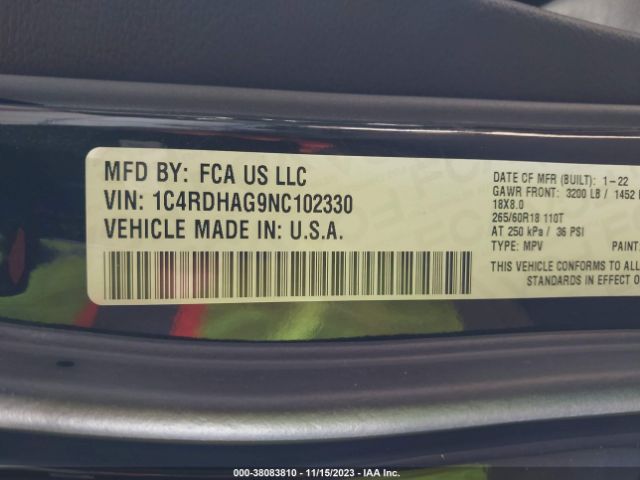 MFD BY: FCA US LLC
VIN: 1C4RDHAG9NC102330
VEHICLE MADE IN: U.S.A.
DATE OF MFR (BUILT): 1-22
GAWR FRONT: 3200 LB / 1452
18X8.0
265/60R18 110T
AT 250 kPa / 36 PSI
TYPE: MPV PAINT:
THIS VEHICLE CONFORMS TO ALL
STANDARDS IN EFFECT O
© - 38083810 - 11/15/2023 - IAA Inc.